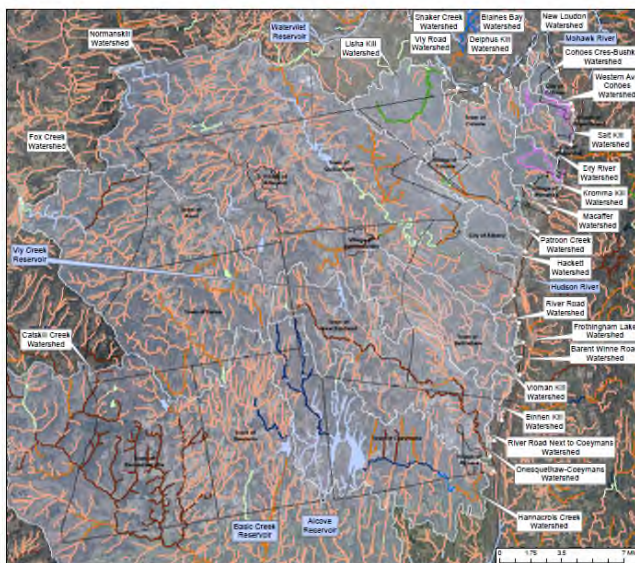 Normanskill
Watershed
Watervliet
Reservoir
Shaker Creek
Watershed
Blaines Bay
Watershed
New Loudon
Watershed
Lisha Kill
Watershed
Vly Road
Watershed
Delphus Kill
Watershed
Mohawk River
Cohoes Cres-Bushk
Watershed
Western Av
Cohoes
Watershed
Fox Creek
Watershed
Salt Kill
Watershed
Dry River
Watershed
Kromma Kill
Watershed
Macaffer
Watershed
City of Albany
Patroon Creek
Watershed
Vly Creek
Reservoir
Hackett
Watershed
Hudson River
River Road
Watershed
Catskill Creek
Watershed
Frothingham Lake
Watershed
Barent Winne Road
Watershed
Vloman Kill
Watershed
Binnen Kill
Watershed
River Road Next to Coeymans
Watershed
Onesquethaw-Coeymans
Watershed
Basic Creek
Reservoir
Alcove
Reservoir
Hannacrois Creek
Watershed
0 1.75 3.5 7 Mi